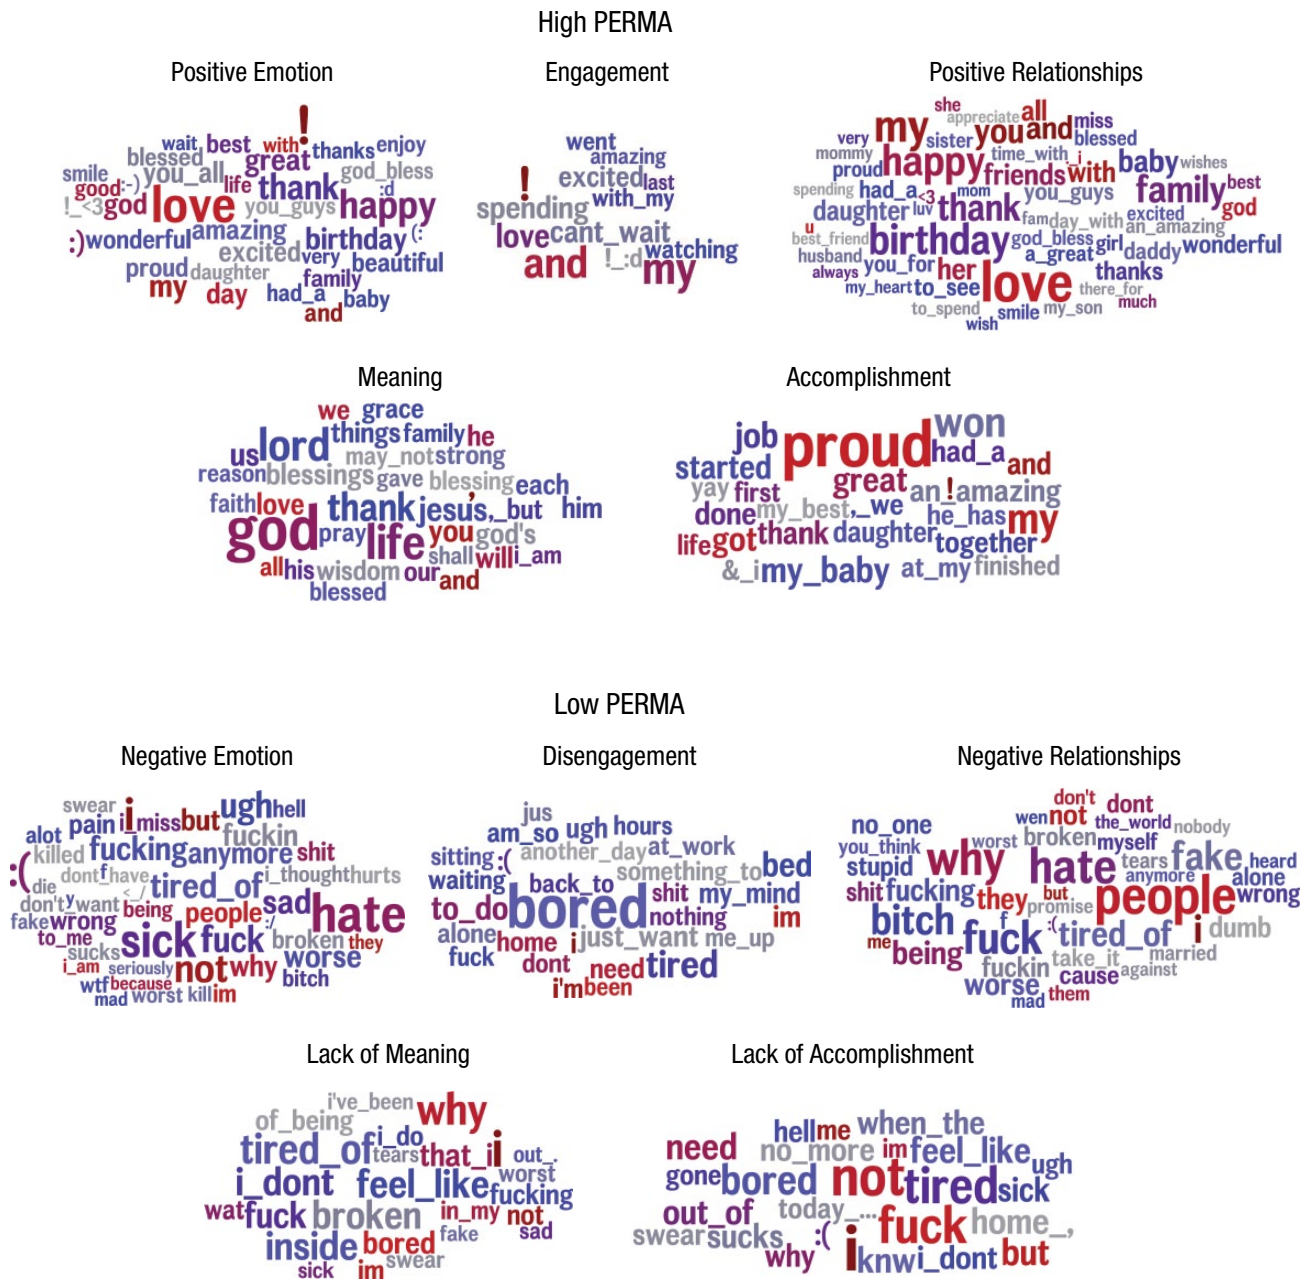 High PERMA
Positive Emotion
Engagement
Positive Relationships
!
wait best with thanks enjoy
blessed great
smile :-) you_all life thank god_bless
good :d
!_<3 god love you_guys happy
:) wonderful amazing birthday (:
excited very beautiful
proud daughter family
my day had_a baby
and
went
amazing
! excited last
spending with_my
love cant_wait
and !_:d watching
my
she appreciate all
very my sister you and miss
blessed
mommy happy time_with :_i baby wishes
proud friends with
spending had_a <3 mom you_guys family best
daughter luv thank fam day_with excited god
u an_amazing
best_friend birthday god_bless girl daddy wonderful
husband a_great
always you_for her thanks
my_heart to_see love there_for
to_spend much
smile my_son
wish
Meaning
Accomplishment
we grace
lord things family he
us may_not strong
reason blessings gave blessing each
faith love thank jesus ,_but him
,
god pray life you god's
shall will i_am
all his wisdom our and
blessed
job proud won
had_a
started great and
yay first an_ ! amazing
done my_best ,_we he_has my
life got thank daughter together
&_i my_baby at_my finished
Low PERMA
Negative Emotion
Disengagement
Negative Relationships
swear i ugh hell
alot pain i_miss but fuckin
:( killed fucking anymore shit
dont_have f i_thought hurts
die <_/ tired_of
don't_want y being people sad hate
fake wrong :/
to_me sick fuck broken they
sucks worse
i_am seriously not why bitch
wtf because
mad worst kill im
jus
am_so ugh hours
sitting :( another_day at_work
something_to bed
waiting back_to shit my_mind
to_do bored nothing im
alone home i just_want me_up
fuck dont need tired
i'm been
don't dont
no_one wen not the_world nobody
you_think worst broken myself
stupid why hate tears fake heard
anymore alone
shit fucking they but people wrong
promise
bitch f :( tired_of i dumb
me fuck
being take_it married
fuckin cause against
worse mad them
Lack of Meaning
Lack of Accomplishment
i've_been why
of_being
tired_of i_do that_i i out_.
tears worst
i_dont feel_like fucking
wat fuck broken in_my not
inside bored fake sad
swear
sick im
hell me when_the
need no_more im feel_like
gone bored not tired sick ugh
out_of today_... fuck home_,
swear sucks :(
why i knw i_dont but